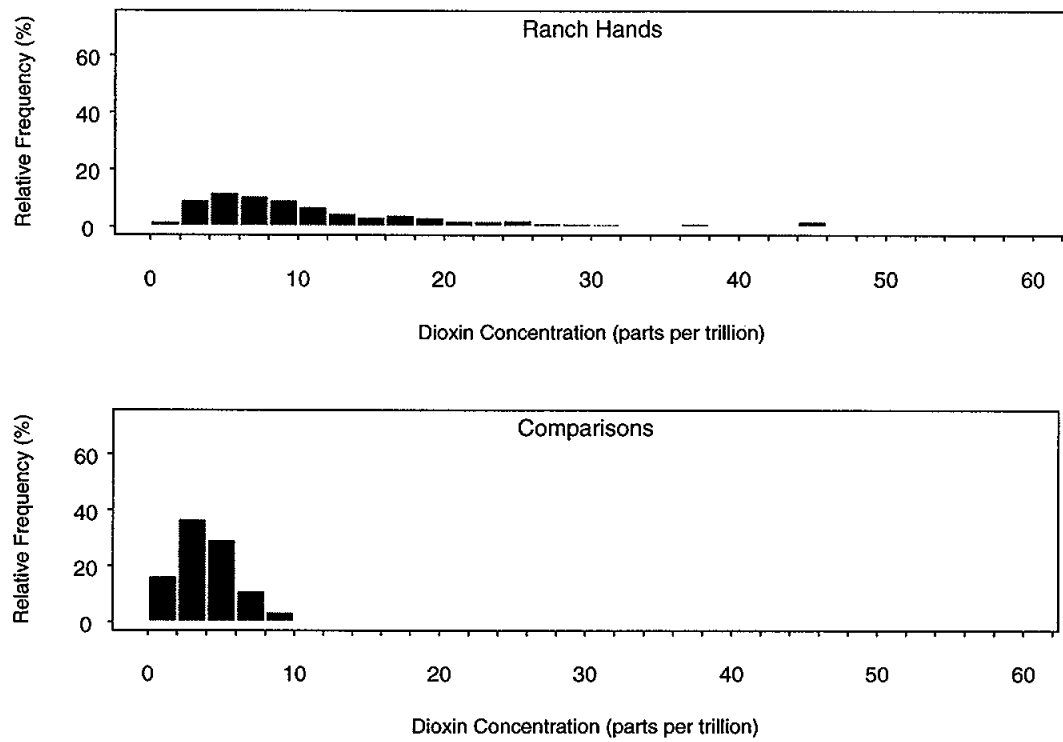 Ranch Hands
Relative Frequency (%)
60
40
20
0
0 10 20 30 40 50 60
Dioxin Concentration (parts per trillion)
Comparisons
Relative Frequency (%)
60
40
20
0
0 10 20 30 40 50 60
Dioxin Concentration (parts per trillion)